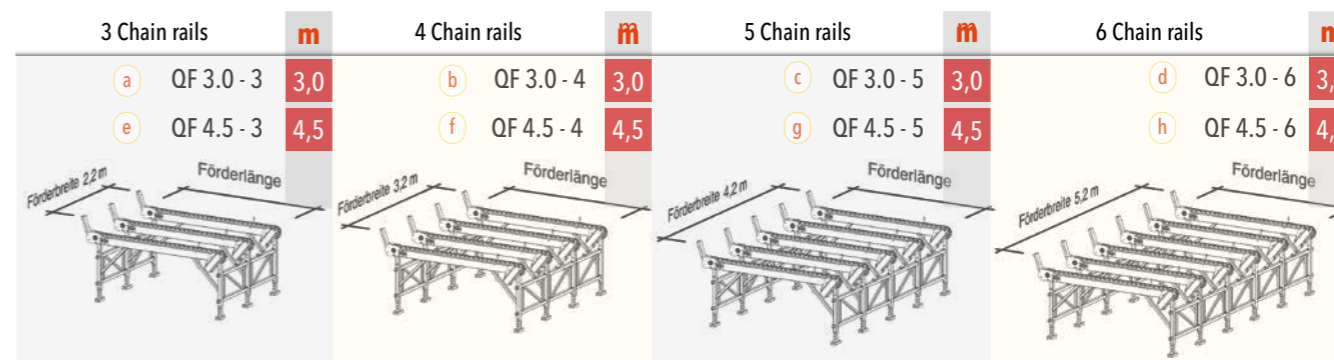 3 Chain rails m 4 Chain rails m 5 Chain rails m 6 Chain rails
a QF 3.0 - 3 3,0 b QF 3.0 - 4 3,0 c QF 3.0 - 5 3,0 d QF 3.0 - 6 3,
e QF 4.5 - 3 4,5 f QF 4.5 - 4 4,5 g QF 4.5 - 5 4,5 h QF 4.5 - 6 4,
Förderbreite 2,2 m Förderlänge Förderbreite 3,2 m Förderlänge Förderbreite 4,2 m Förderlänge Förderbreite 5,2 m Förderlänge